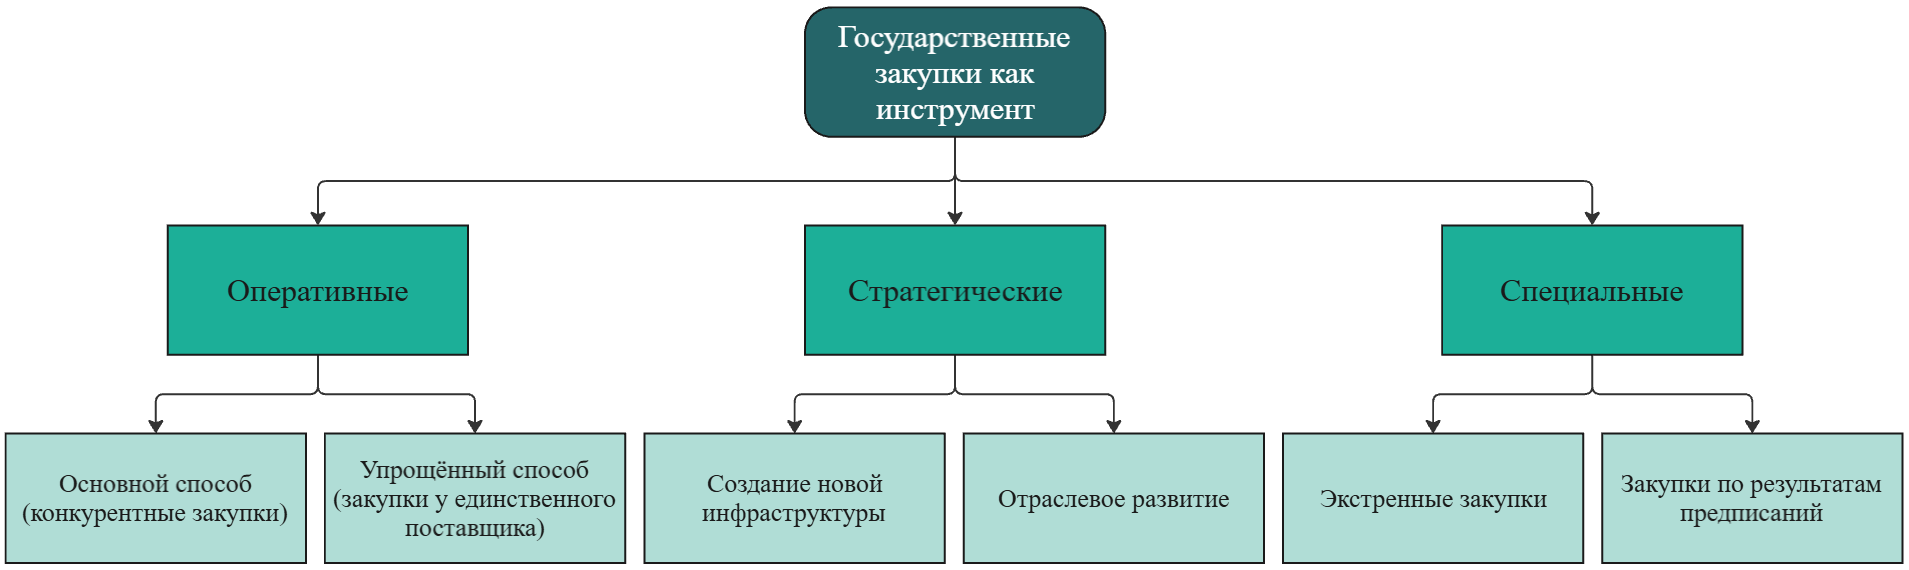 Государственные
закупки как
инструмент
Оперативные
Стратегические
Специальные
Основной способ
(конкурентные закупки)
Упрощённый способ
(закупки у единственного
поставщика)
Создание новой
инфраструктуры
Отраслевое развитие
Экстренные закупки
Закупки по результатам
предписаний